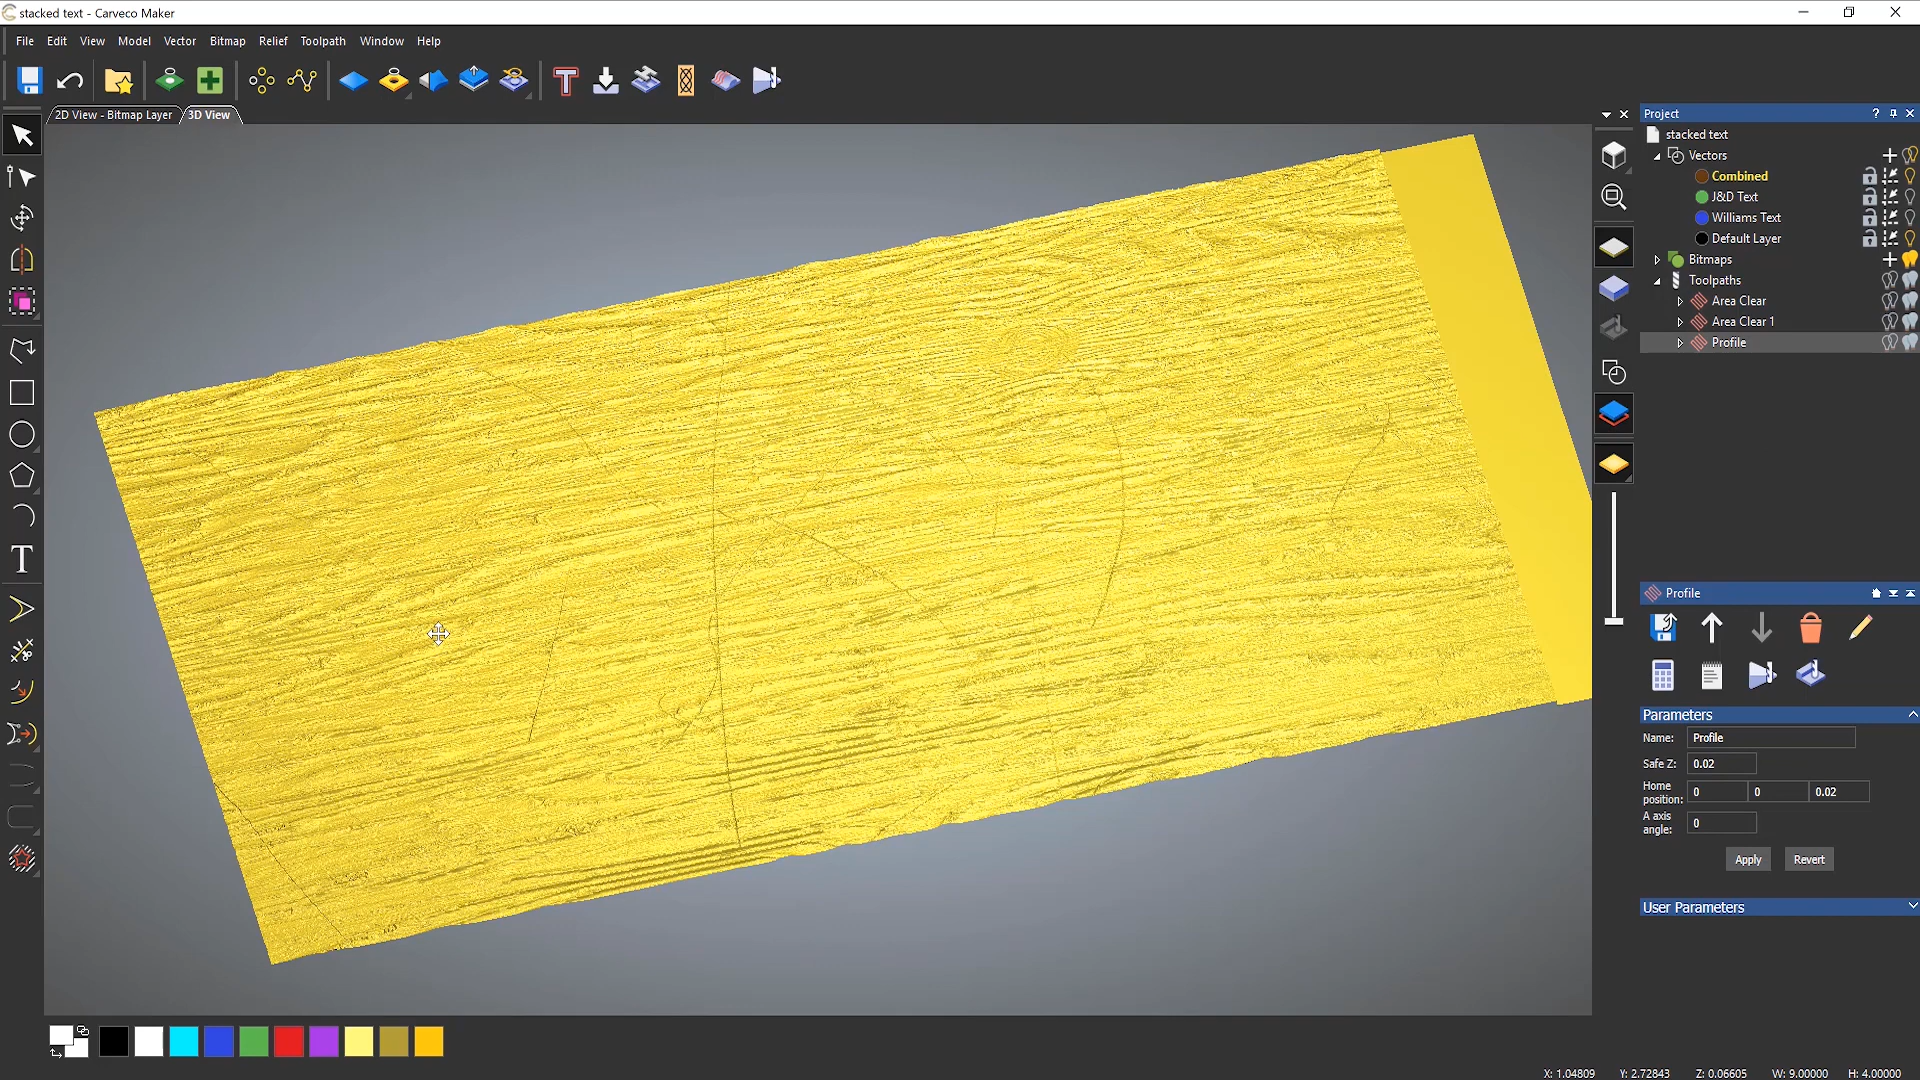 stacked text - Carveco Maker
File Edit View Model Vector Bitmap Relief Toolpath Window Help
2D View - Bitmap Layer 3D View
Project ?
stacked text
Vectors
Combined
J&D Text
Williams Text
Default Layer
Bitmaps
Toolpaths
Area Clear
Area Clear 1
Profile
T
Profile
Parameters
Name: Profile
Safe Z: 0.02
Home position: 0 0 0.02
A axis angle: 0
Apply Revert
User Parameters
X: 1.04809 Y: 2.72843 Z: 0.06605 W: 9.00000 H: 4.00000